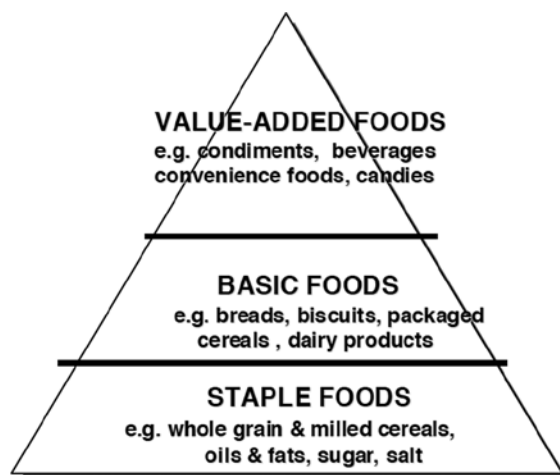 VALUE-ADDED FOODS
e.g. condiments, beverages
convenience foods, candies
BASIC FOODS
e.g. breads, biscuits, packaged
cereals , dairy products
STAPLE FOODS
e.g. whole grain & milled cereals,
oils & fats, sugar, salt